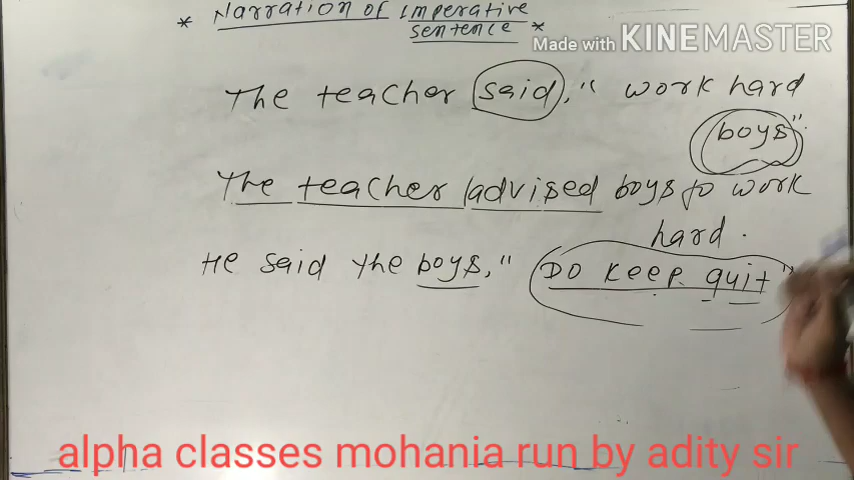 * Narration of imperative
sentence *
Made with KINEMASTER
The teacher said, " work hard
boys".
The teacher advised boys to work
hard.
He said the boys, " Do keep quit"
alpha classes mohania run by adity sir